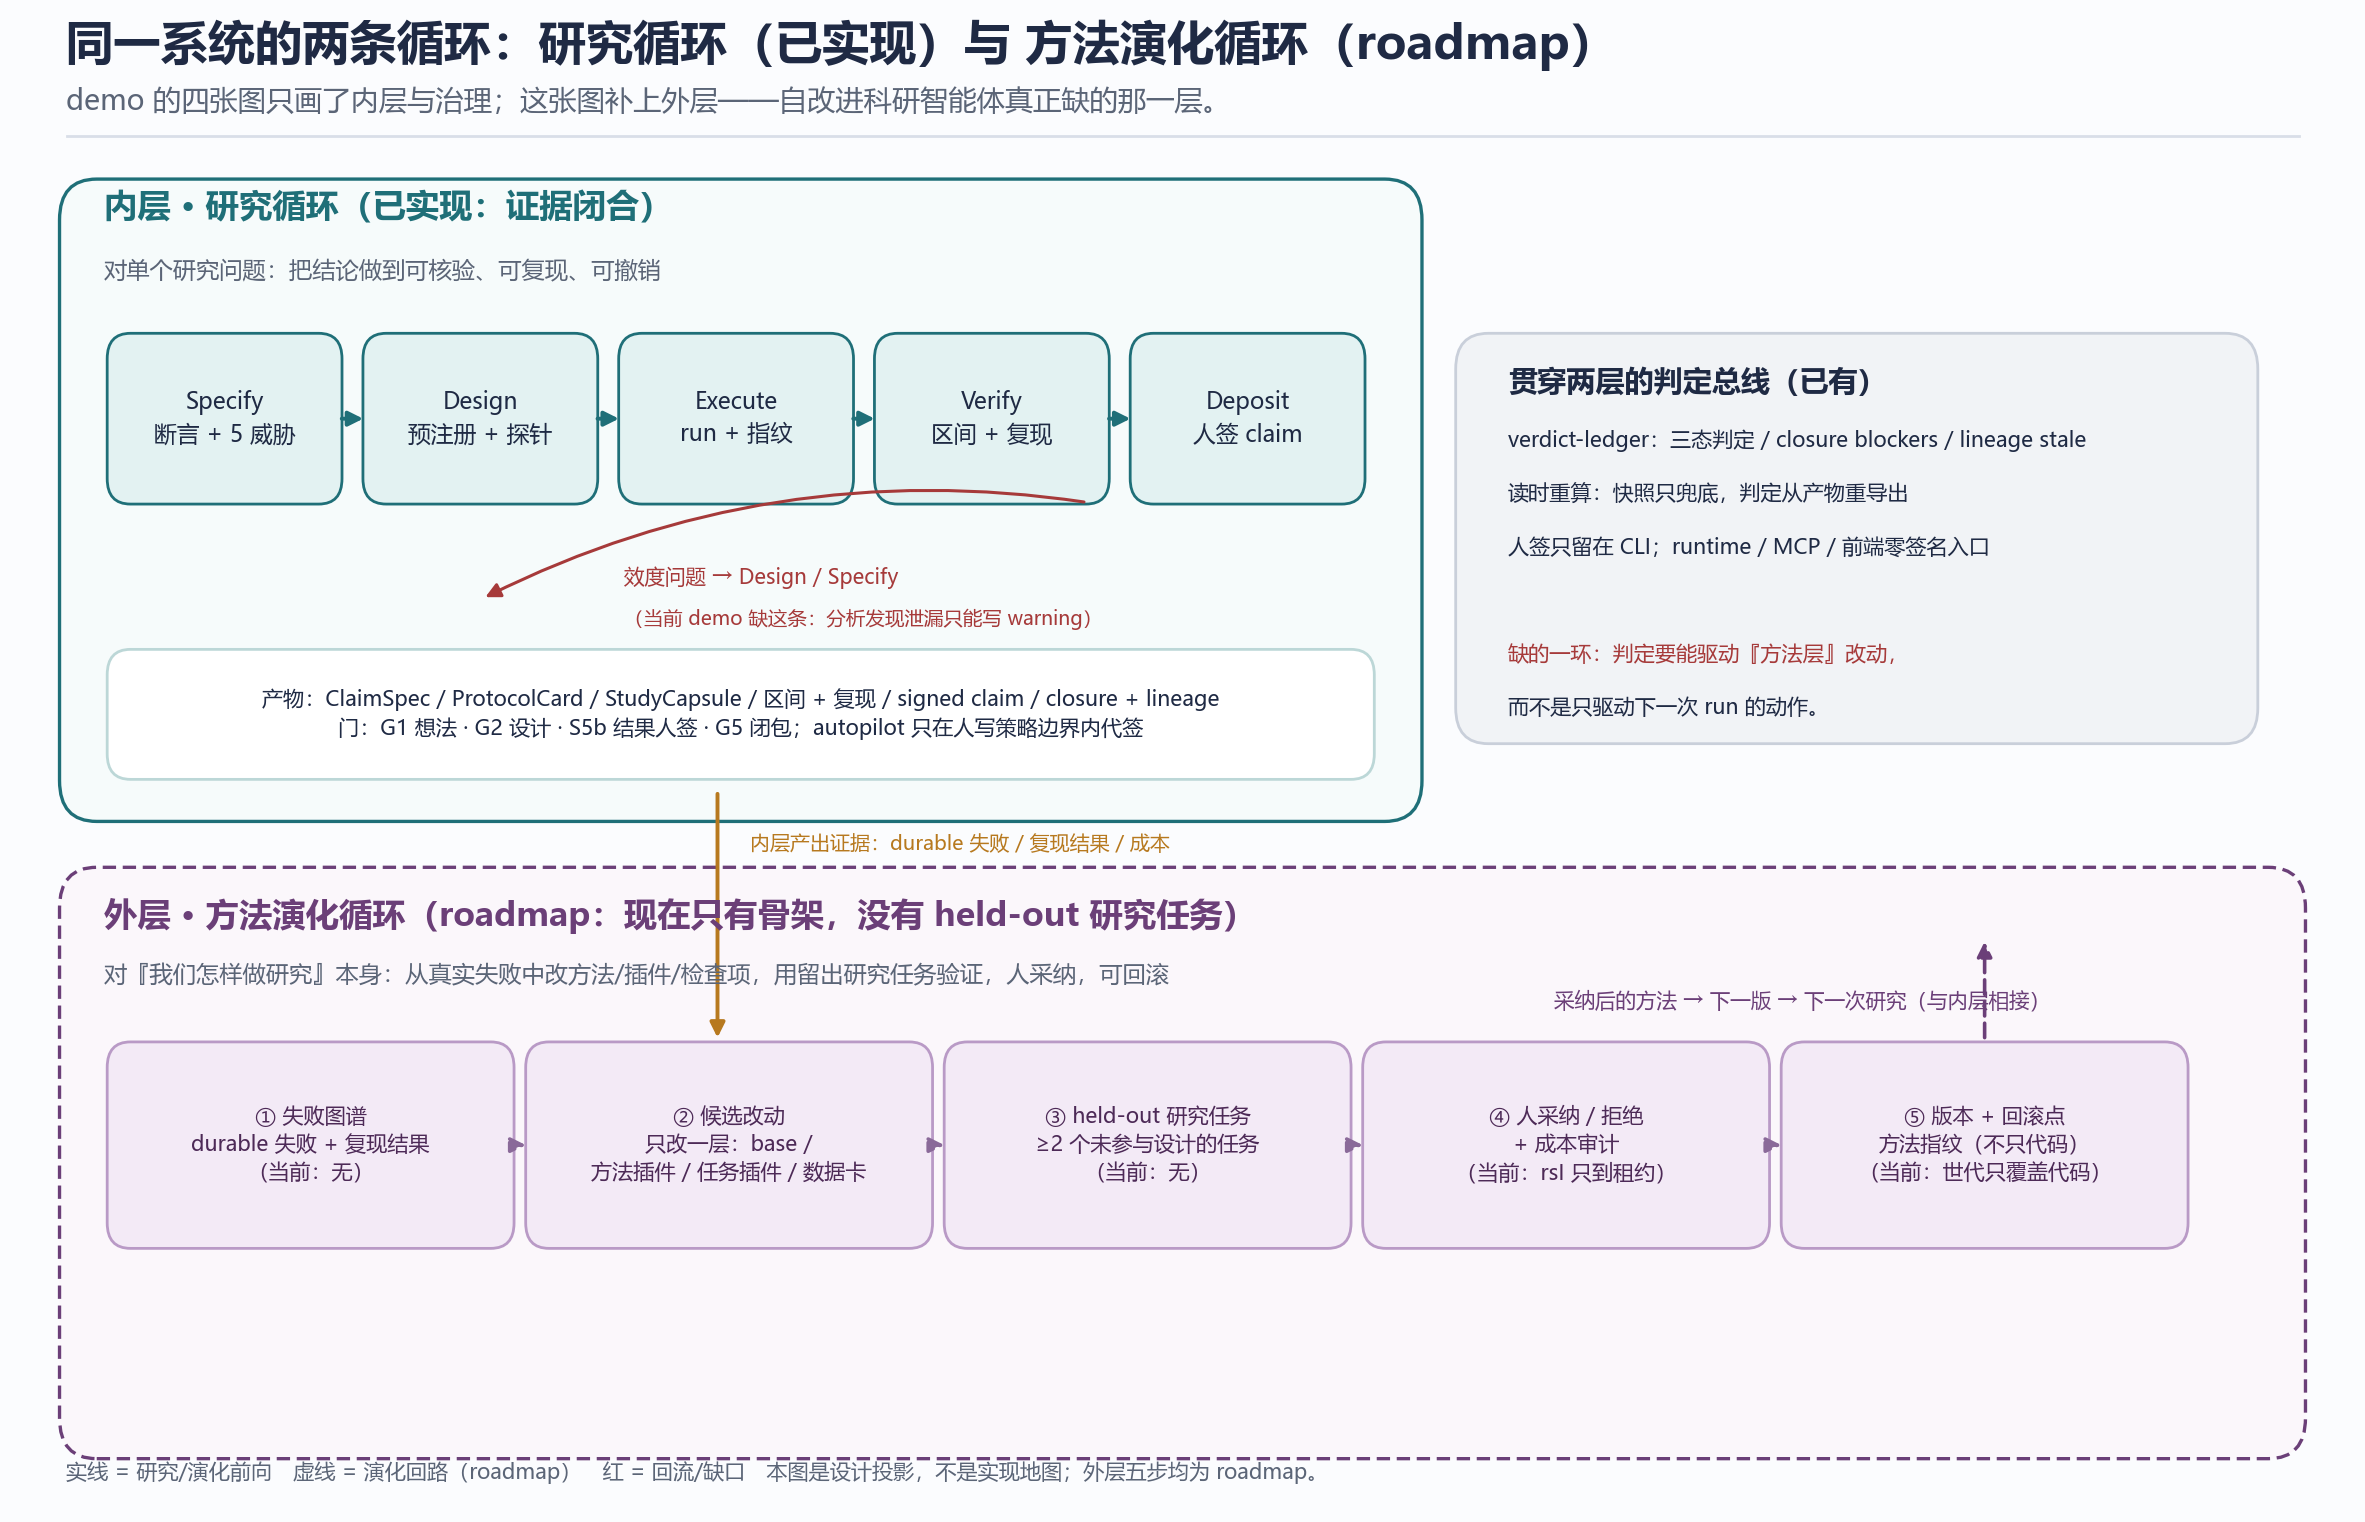 同一系统的两条循环：研究循环（已实现）与 方法演化循环（roadmap）
demo 的四张图只画了内层与治理；这张图补上外层——自改进科研智能体真正缺的那一层。
内层 • 研究循环（已实现：证据闭合）
对单个研究问题：把结论做到可核验、可复现、可撤销
Specify
断言 + 5 威胁
Design
预注册 + 探针
Execute
run + 指纹
Verify
区间 + 复现
Deposit
人签 claim
效度问题 → Design / Specify
（当前 demo 缺这条：分析发现泄漏只能写 warning）
产物：ClaimSpec / ProtocolCard / StudyCapsule / 区间 + 复现 / signed claim / closure + lineage
门：G1 想法 · G2 设计 · S5b 结果人签 · G5 闭包；autopilot 只在人写策略边界内代签
贯穿两层的判定总线（已有）
verdict-ledger：三态判定 / closure blockers / lineage stale
读时重算：快照只兜底，判定从产物重导出
人签只留在 CLI；runtime / MCP / 前端零签名入口
缺的一环：判定要能驱动『方法层』改动，
而不是只驱动下一次 run 的动作。
内层产出证据：durable 失败 / 复现结果 / 成本
外层 • 方法演化循环（roadmap：现在只有骨架，没有 held-out 研究任务）
对『我们怎样做研究』本身：从真实失败中改方法/插件/检查项，用留出研究任务验证，人采纳，可回滚
采纳后的方法 → 下一版 → 下一次研究（与内层相接）
① 失败图谱
durable 失败 + 复现结果
（当前：无）
② 候选改动
只改一层：base /
方法插件 / 任务插件 / 数据卡
③ held-out 研究任务
≥2 个未参与设计的任务
（当前：无）
④ 人采纳 / 拒绝
+ 成本审计
（当前：rsl 只到租约）
⑤ 版本 + 回滚点
方法指纹（不只代码）
（当前：世代只覆盖代码）
实线 = 研究/演化前向 虚线 = 演化回路（roadmap） 红 = 回流/缺口 本图是设计投影，不是实现地图；外层五步均为 roadmap。